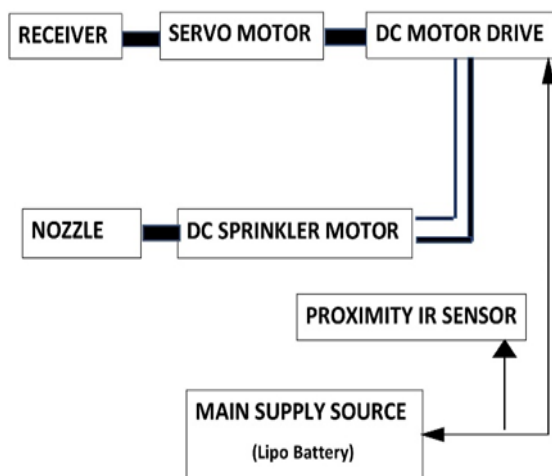 RECEIVER
SERVO MOTOR
DC MOTOR DRIVE
NOZZLE
DC SPRINKLER MOTOR
PROXIMITY IR SENSOR
MAIN SUPPLY SOURCE
(Lipo Battery)